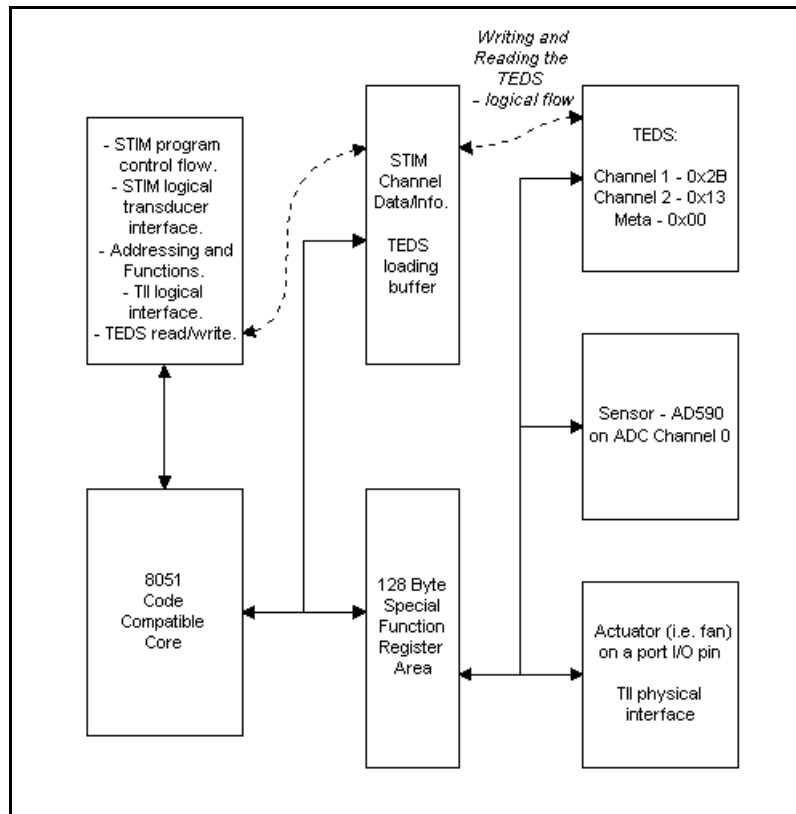 Writing and
Reading the
TEDS
– logical flow
- STIM program
control flow.
- STIM logical
transducer
interface.
- Addressing and
Functions.
- TII logical
interface.
- TEDS read/write.
STIM
Channel
Data/Info.
TEDS
loading
buffer
TEDS:
Channel 1 - 0x2B
Channel 2 - 0x13
Meta - 0x00
Sensor - AD590
on ADC Channel 0
8051
Code
Compatible
Core
128 Byte
Special
Function
Register
Area
Actuator (i.e. fan)
on a port I/O pin
TII physical
interface